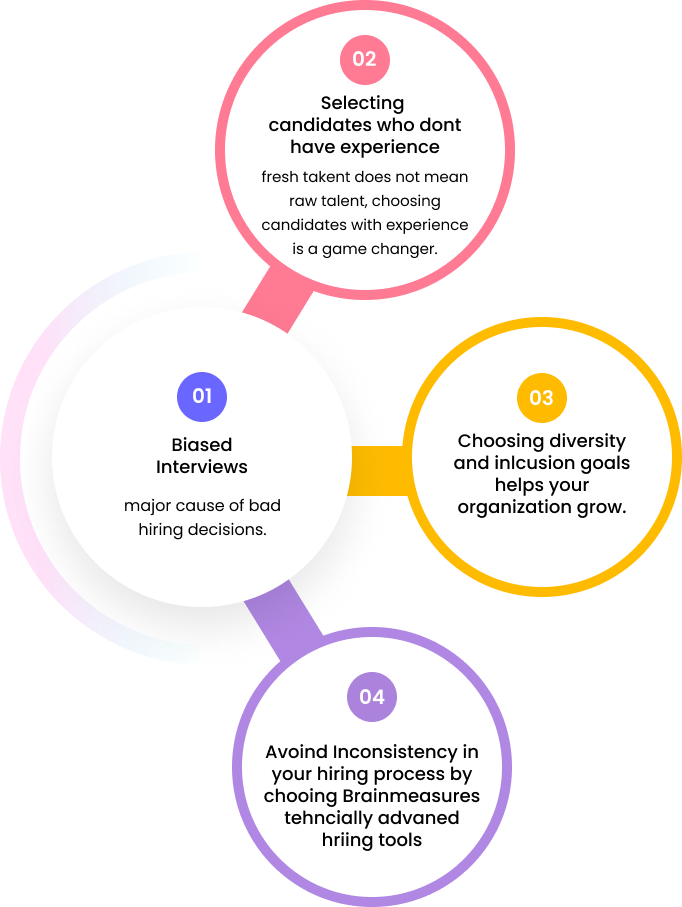 02
Selecting
candidates who dont
have experience
fresh takent does not mean
raw talent, choosing
candidates with experience
is a game changer.
01
Biased
Interviews
major cause of bad
hiring decisions.
03
Choosing diversity
and inlcusion goals
helps your
organization grow.
04
Avoind Inconsistency in
your hiring process by
chooing Brainmeasures
tehncially advaned
hriing tools